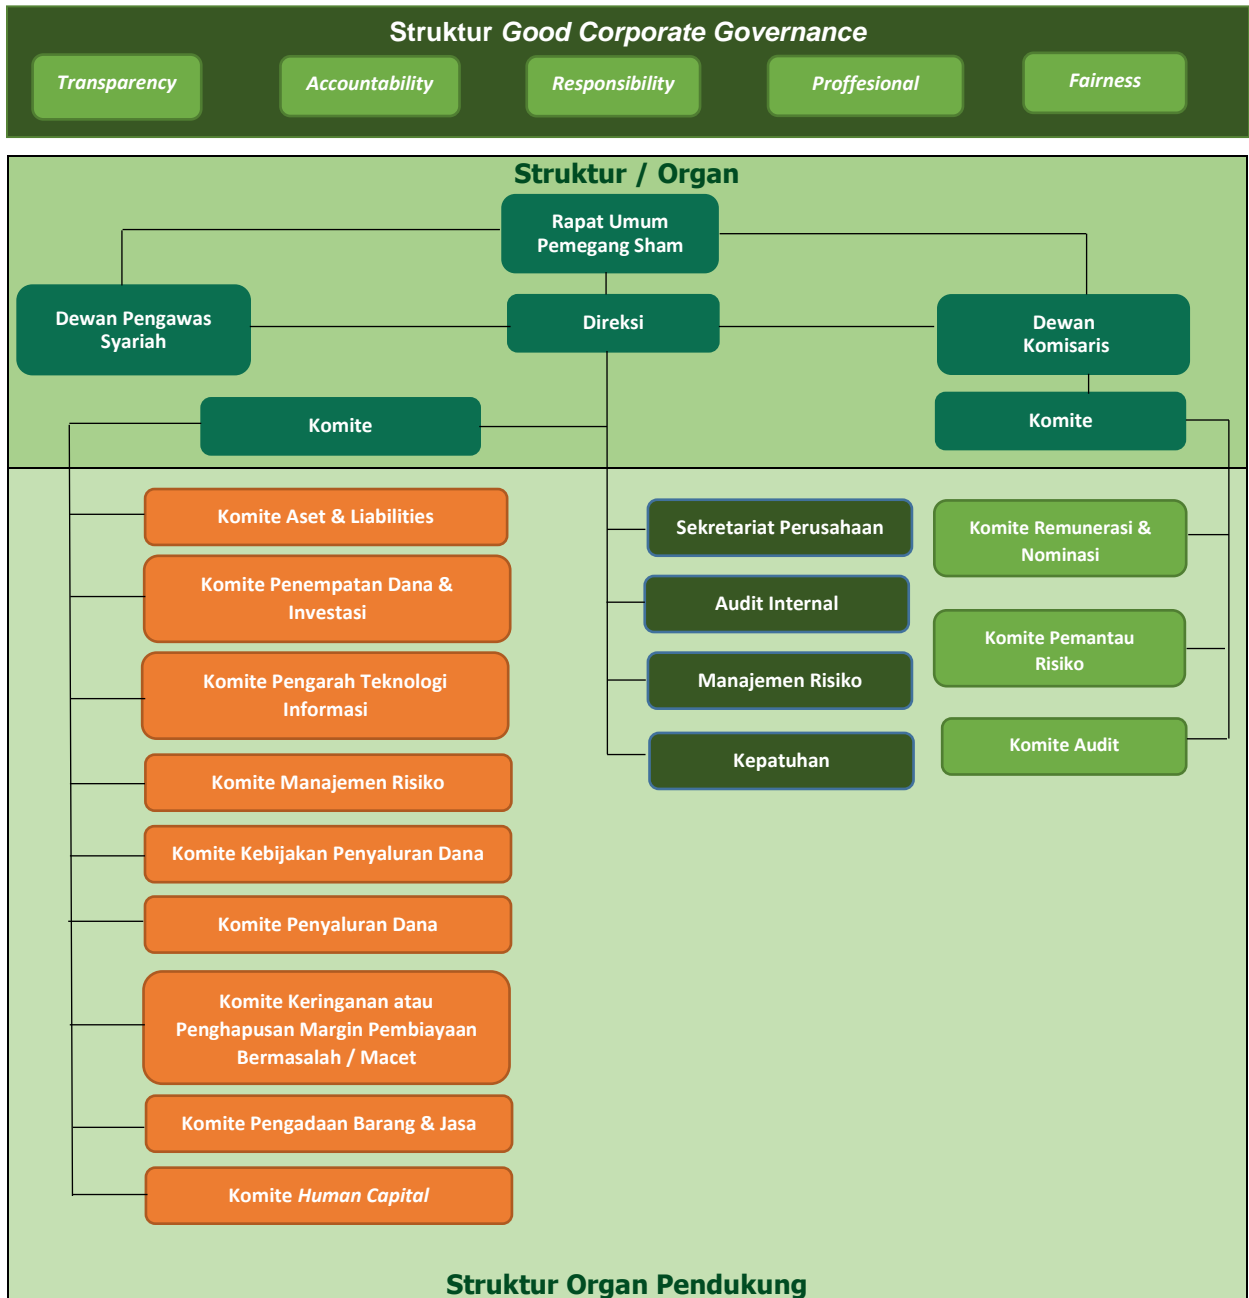 Struktur Good Corporate Governance
Transparency
Accountability
Responsibility
Proffesional
Fairness
Struktur / Organ
Rapat Umum
Pemegang Sham
Dewan Pengawas
Syariah
Direksi
Dewan
Komisaris
Komite
Komite
Komite Aset & Liabilities
Komite Penempatan Dana &
Investasi
Komite Pengarah Teknologi
Informasi
Komite Manajemen Risiko
Komite Kebijakan Penyaluran Dana
Komite Penyaluran Dana
Komite Keringanan atau
Penghapusan Margin Pembiayaan
Bermasalah / Macet
Komite Pengadaan Barang & Jasa
Komite Human Capital
Sekretariat Perusahaan
Audit Internal
Manajemen Risiko
Kepatuhan
Komite Remunerasi &
Nominasi
Komite Pemantau
Risiko
Komite Audit
Struktur Organ Pendukung